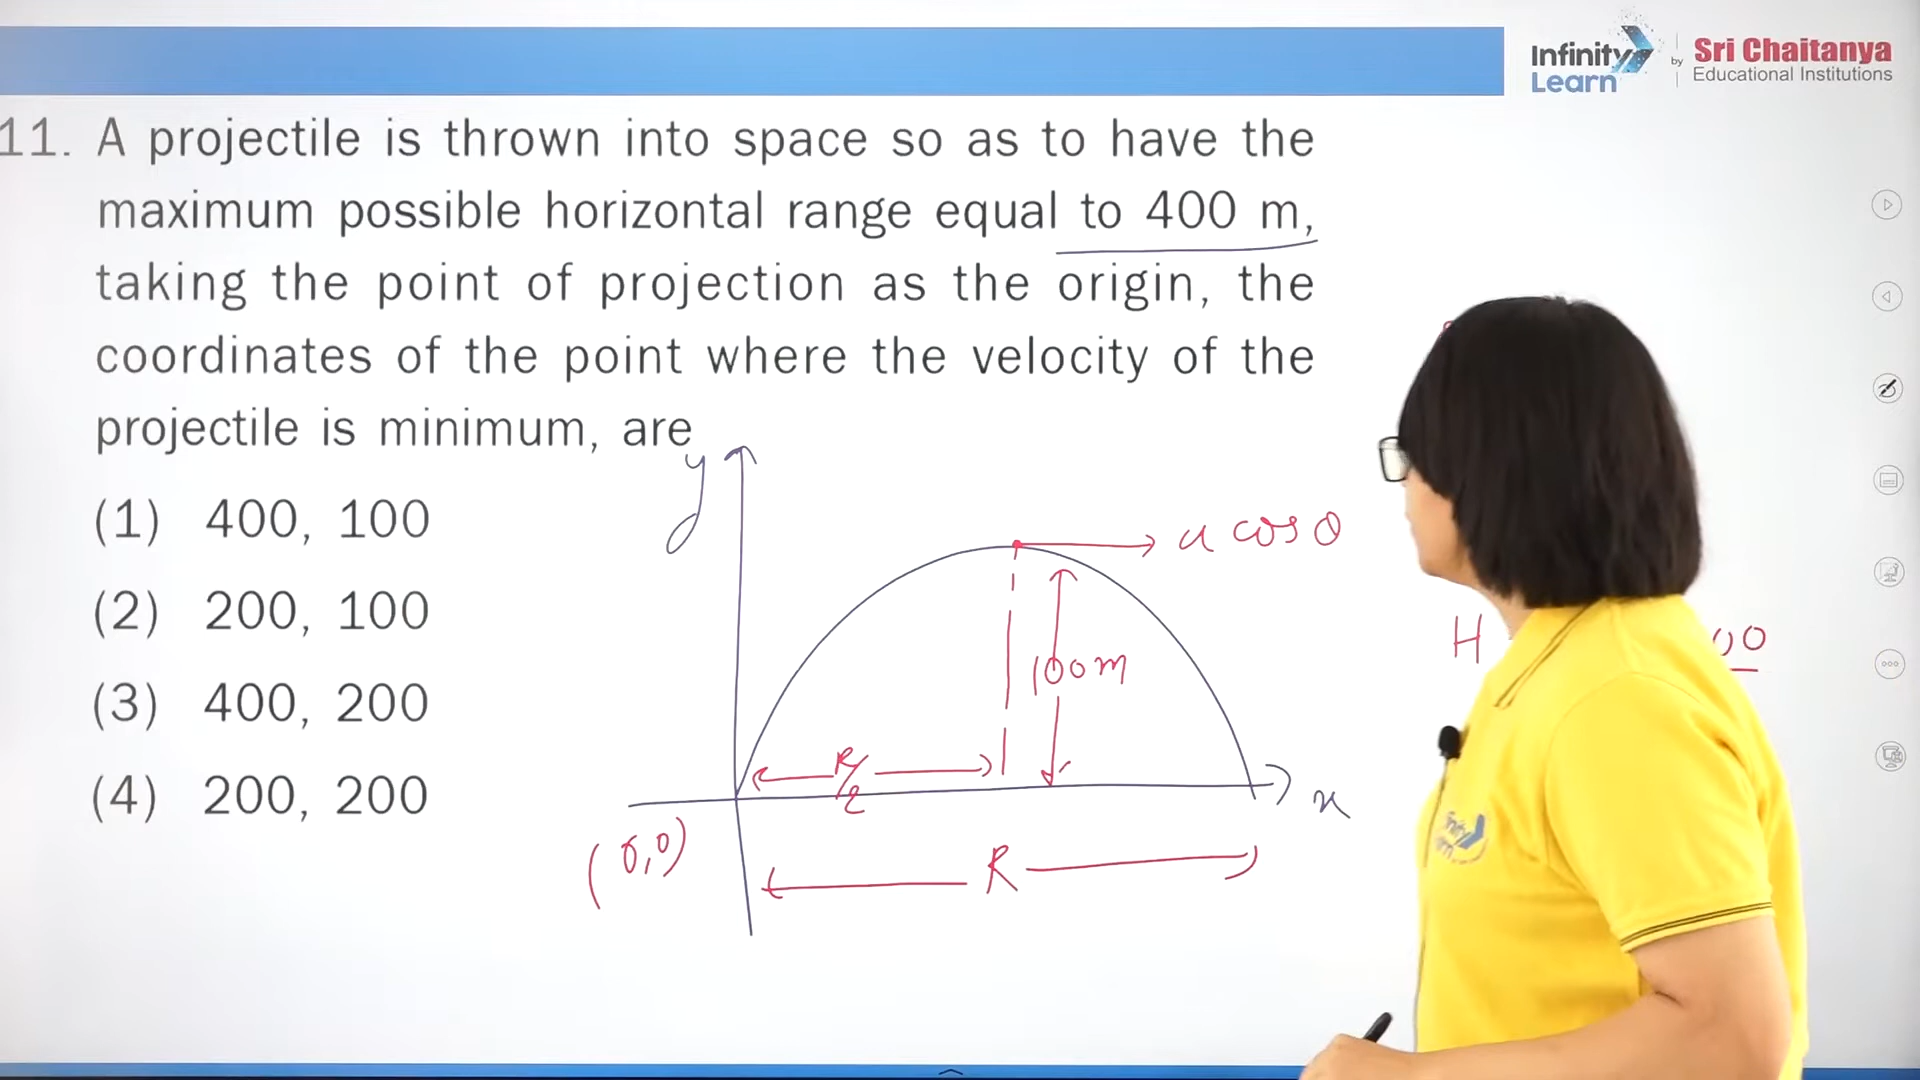 Infinity Learn by Sri Chaitanya Educational Institutions
11. A projectile is thrown into space so as to have the
maximum possible horizontal range equal to 400 m,
taking the point of projection as the origin, the
coordinates of the point where the velocity of the
projectile is minimum, are
(1) 400, 100
(2) 200, 100
(3) 400, 200
(4) 200, 200
y
u cos θ
100m
H
00
R/2
x
(0,0)
R